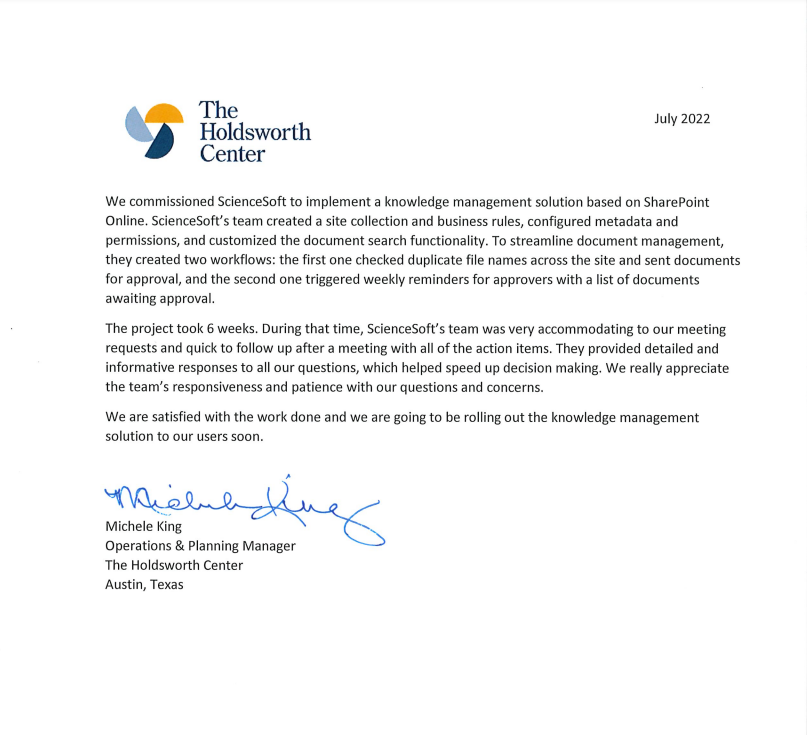 The
Holdsworth
Center
July 2022
We commissioned ScienceSoft to implement a knowledge management solution based on SharePoint
Online. ScienceSoft's team created a site collection and business rules, configured metadata and
permissions, and customized the document search functionality. To streamline document management,
they created two workflows: the first one checked duplicate file names across the site and sent documents
for approval, and the second one triggered weekly reminders for approvers with a list of documents
awaiting approval.
The project took 6 weeks. During that time, ScienceSoft's team was very accommodating to our meeting
requests and quick to follow up after a meeting with all of the action items. They provided detailed and
informative responses to all our questions, which helped speed up decision making. We really appreciate
the team's responsiveness and patience with our questions and concerns.
We are satisfied with the work done and we are going to be rolling out the knowledge management
solution to our users soon.
Michele King
Michele King
Operations & Planning Manager
The Holdsworth Center
Austin, Texas